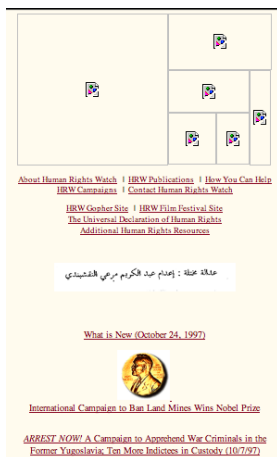 About Human Rights Watch | HRW Publications | How You Can Help
HRW Campaigns | Contact Human Rights Watch
HRW Gopher Site | HRW Film Festival Site
The Universal Declaration of Human Rights
Additional Human Rights Resources
عدالة مختلة : إعدام عبد الكريم مرعي النقشبندي
What is New (October 24, 1997)
International Campaign to Ban Land Mines Wins Nobel Prize
ARREST NOW! A Campaign to Apprehend War Criminals in the
Former Yugoslavia; Ten More Indictees in Custody (10/7/97)